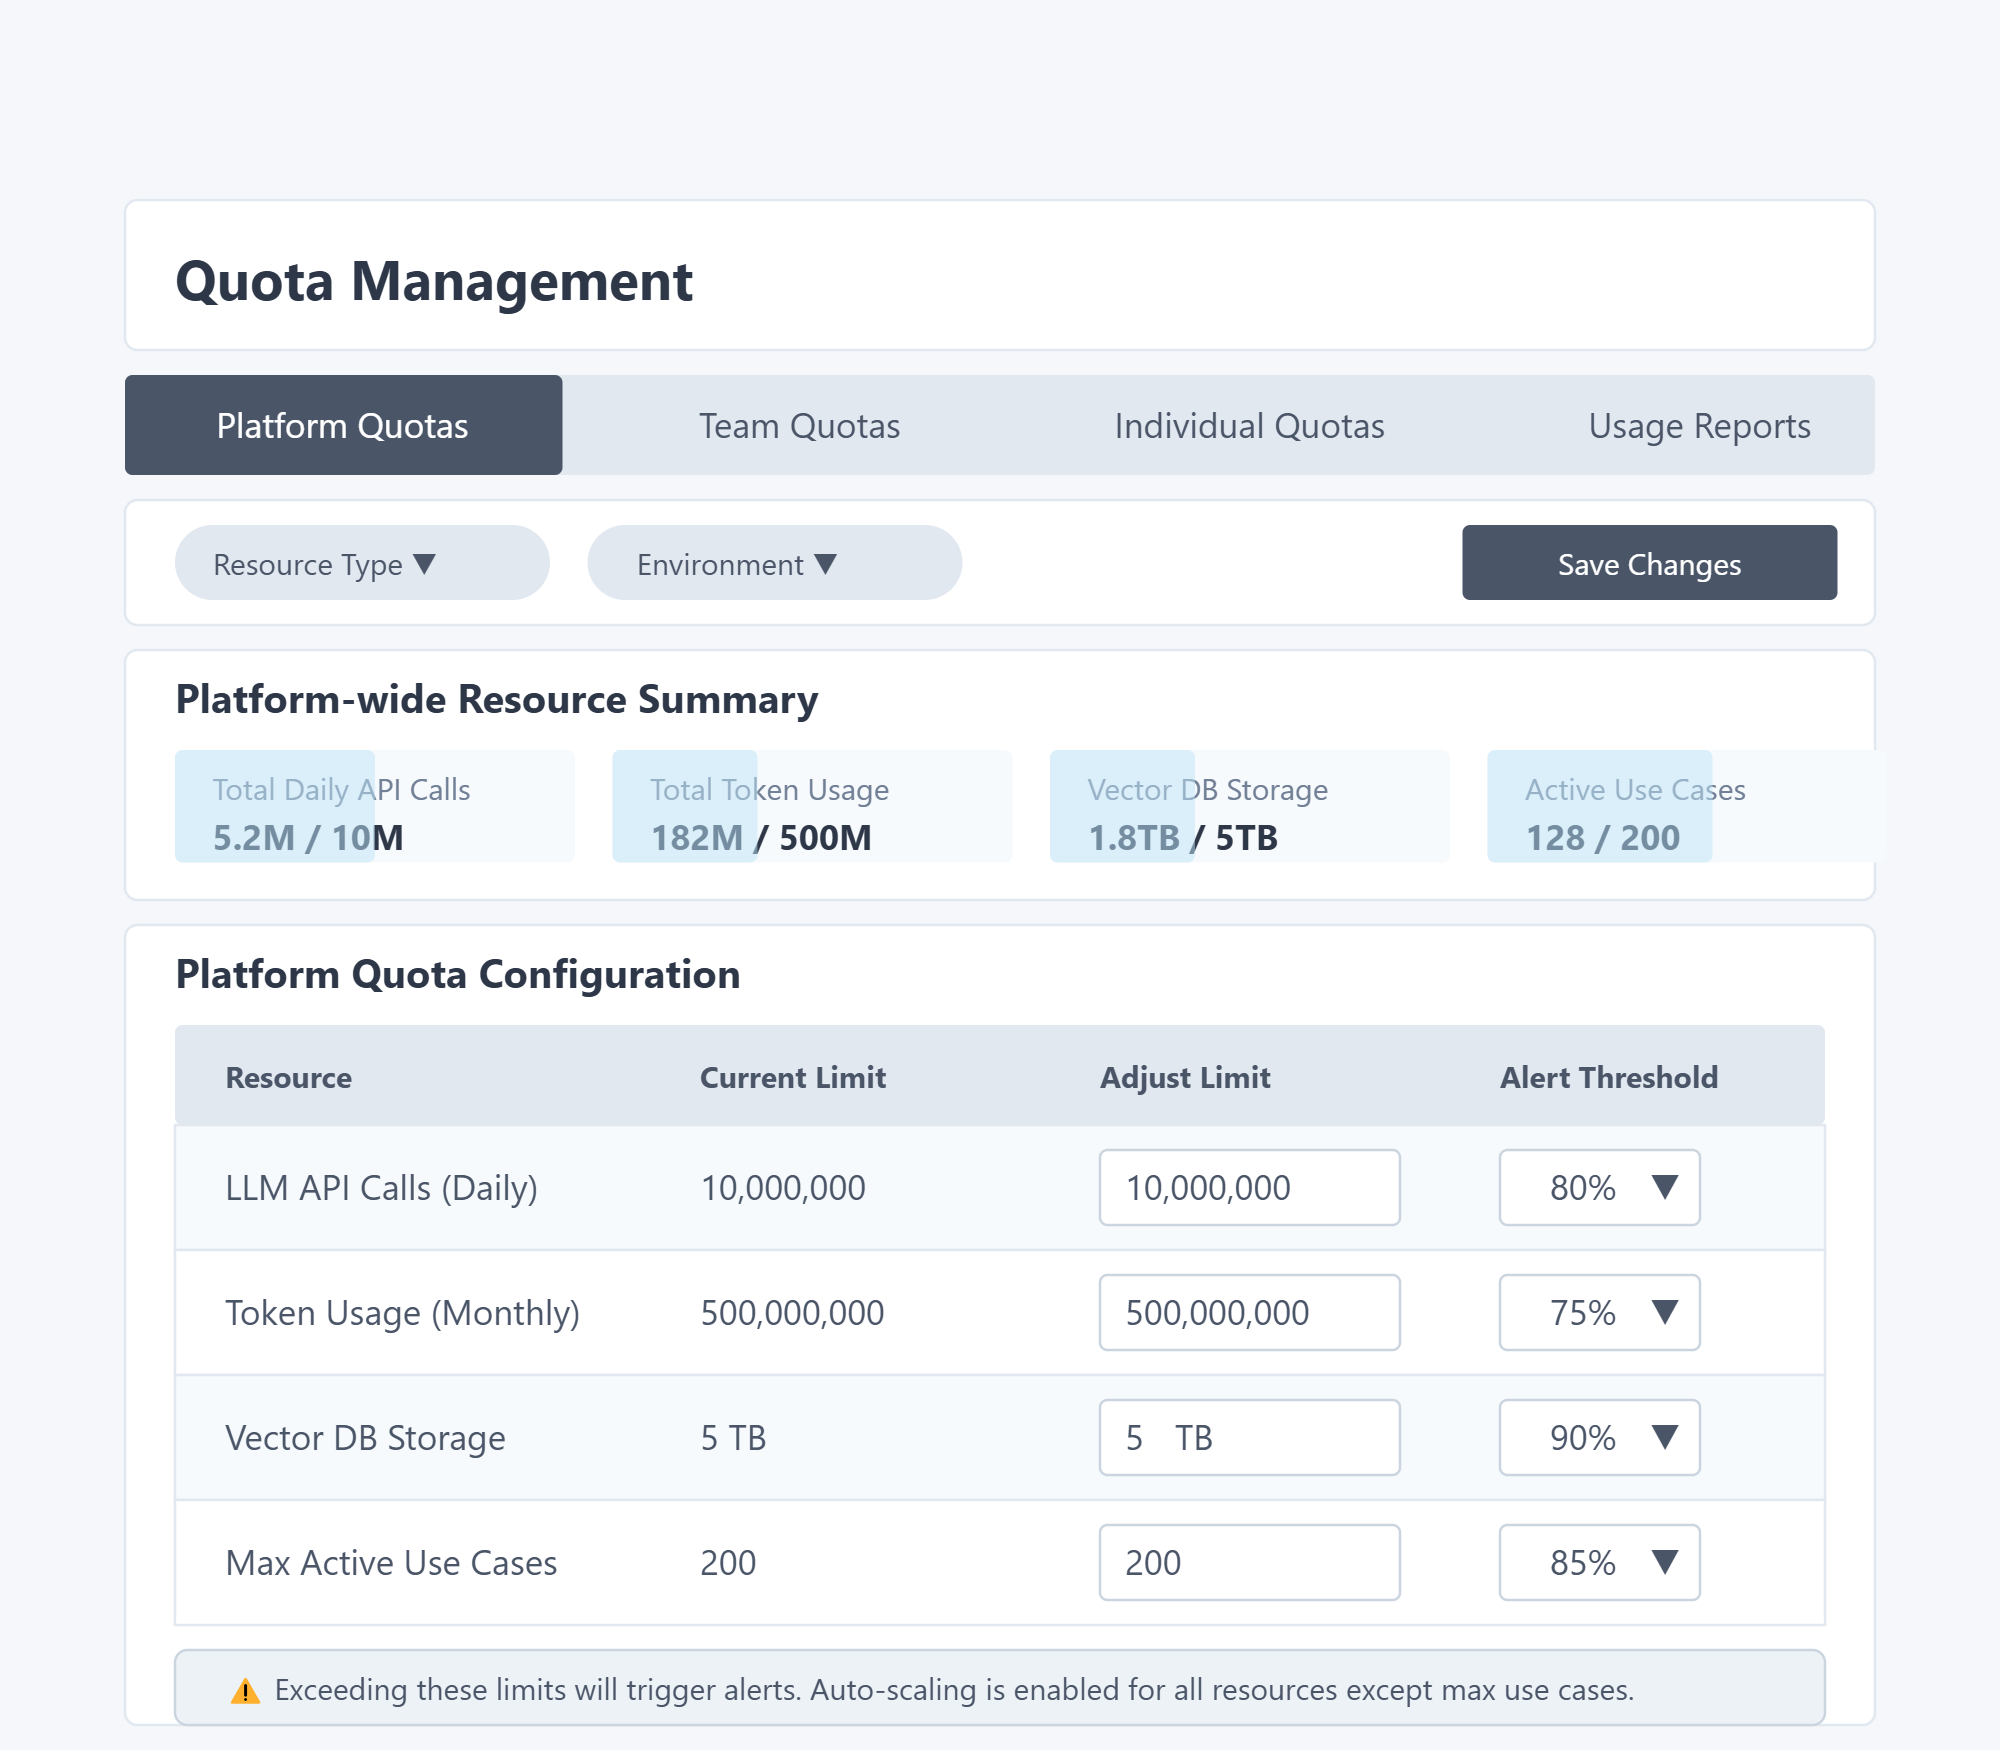 Quota Management
Platform Quotas
Team Quotas
Individual Quotas
Usage Reports
Resource Type ▼
Environment ▼
Save Changes
Platform-wide Resource Summary
Total Daily API Calls
5.2M / 10M
Total Token Usage
182M / 500M
Vector DB Storage
1.8TB / 5TB
Active Use Cases
128 / 200
Platform Quota Configuration
Resource
Current Limit
Adjust Limit
Alert Threshold
LLM API Calls (Daily)
10,000,000
10,000,000
80% ▼
Token Usage (Monthly)
500,000,000
500,000,000
75% ▼
Vector DB Storage
5 TB
5 TB
90% ▼
Max Active Use Cases
200
200
85% ▼
⚠ Exceeding these limits will trigger alerts. Auto-scaling is enabled for all resources except max use cases.